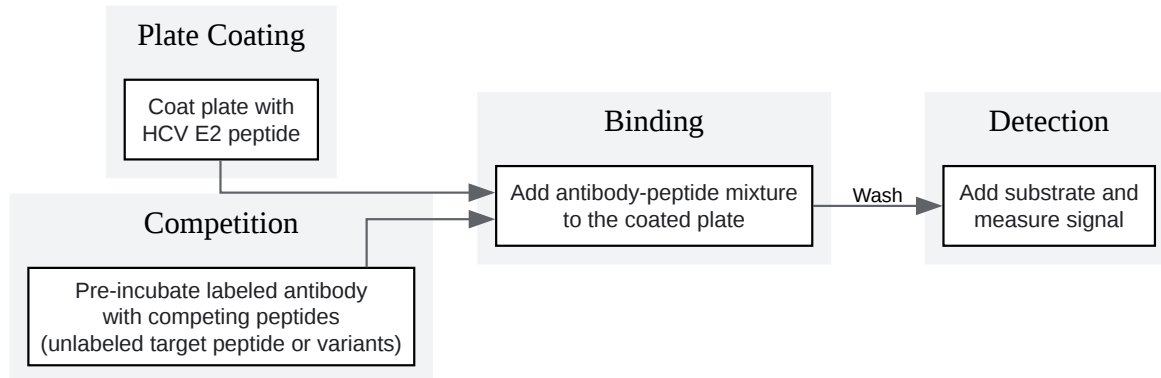 Plate Coating
Coat plate with
HCV E2 peptide
Competition
Pre-incubate labeled antibody
with competing peptides
(unlabeled target peptide or variants)
Binding
Add antibody-peptide mixture
to the coated plate
Wash
Detection
Add substrate and
measure signal